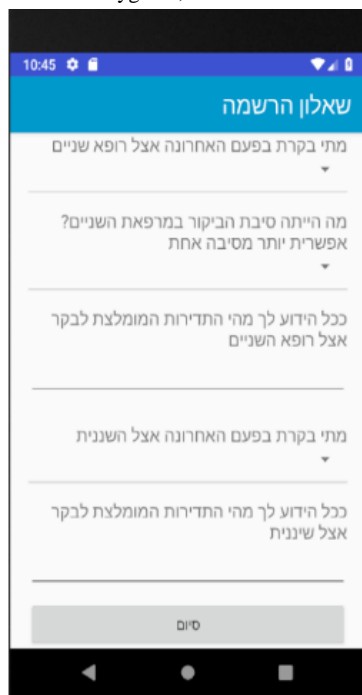 10:45
שאלון הרשמה
מתי בקרת בפעם האחרונה אצל רופא שניים
מה הייתה סיבת הביקור במרפאת השניים?
אפשרית יותר מסיבה אחת
ככל הידוע לך מהי התדירות המומלצת לבקר
אצל רופא השניים
מתי בקרת בפעם האחרונה אצל השננית
ככל הידוע לך מהי התדירות המומלצת לבקר
אצל שיננית
סיום